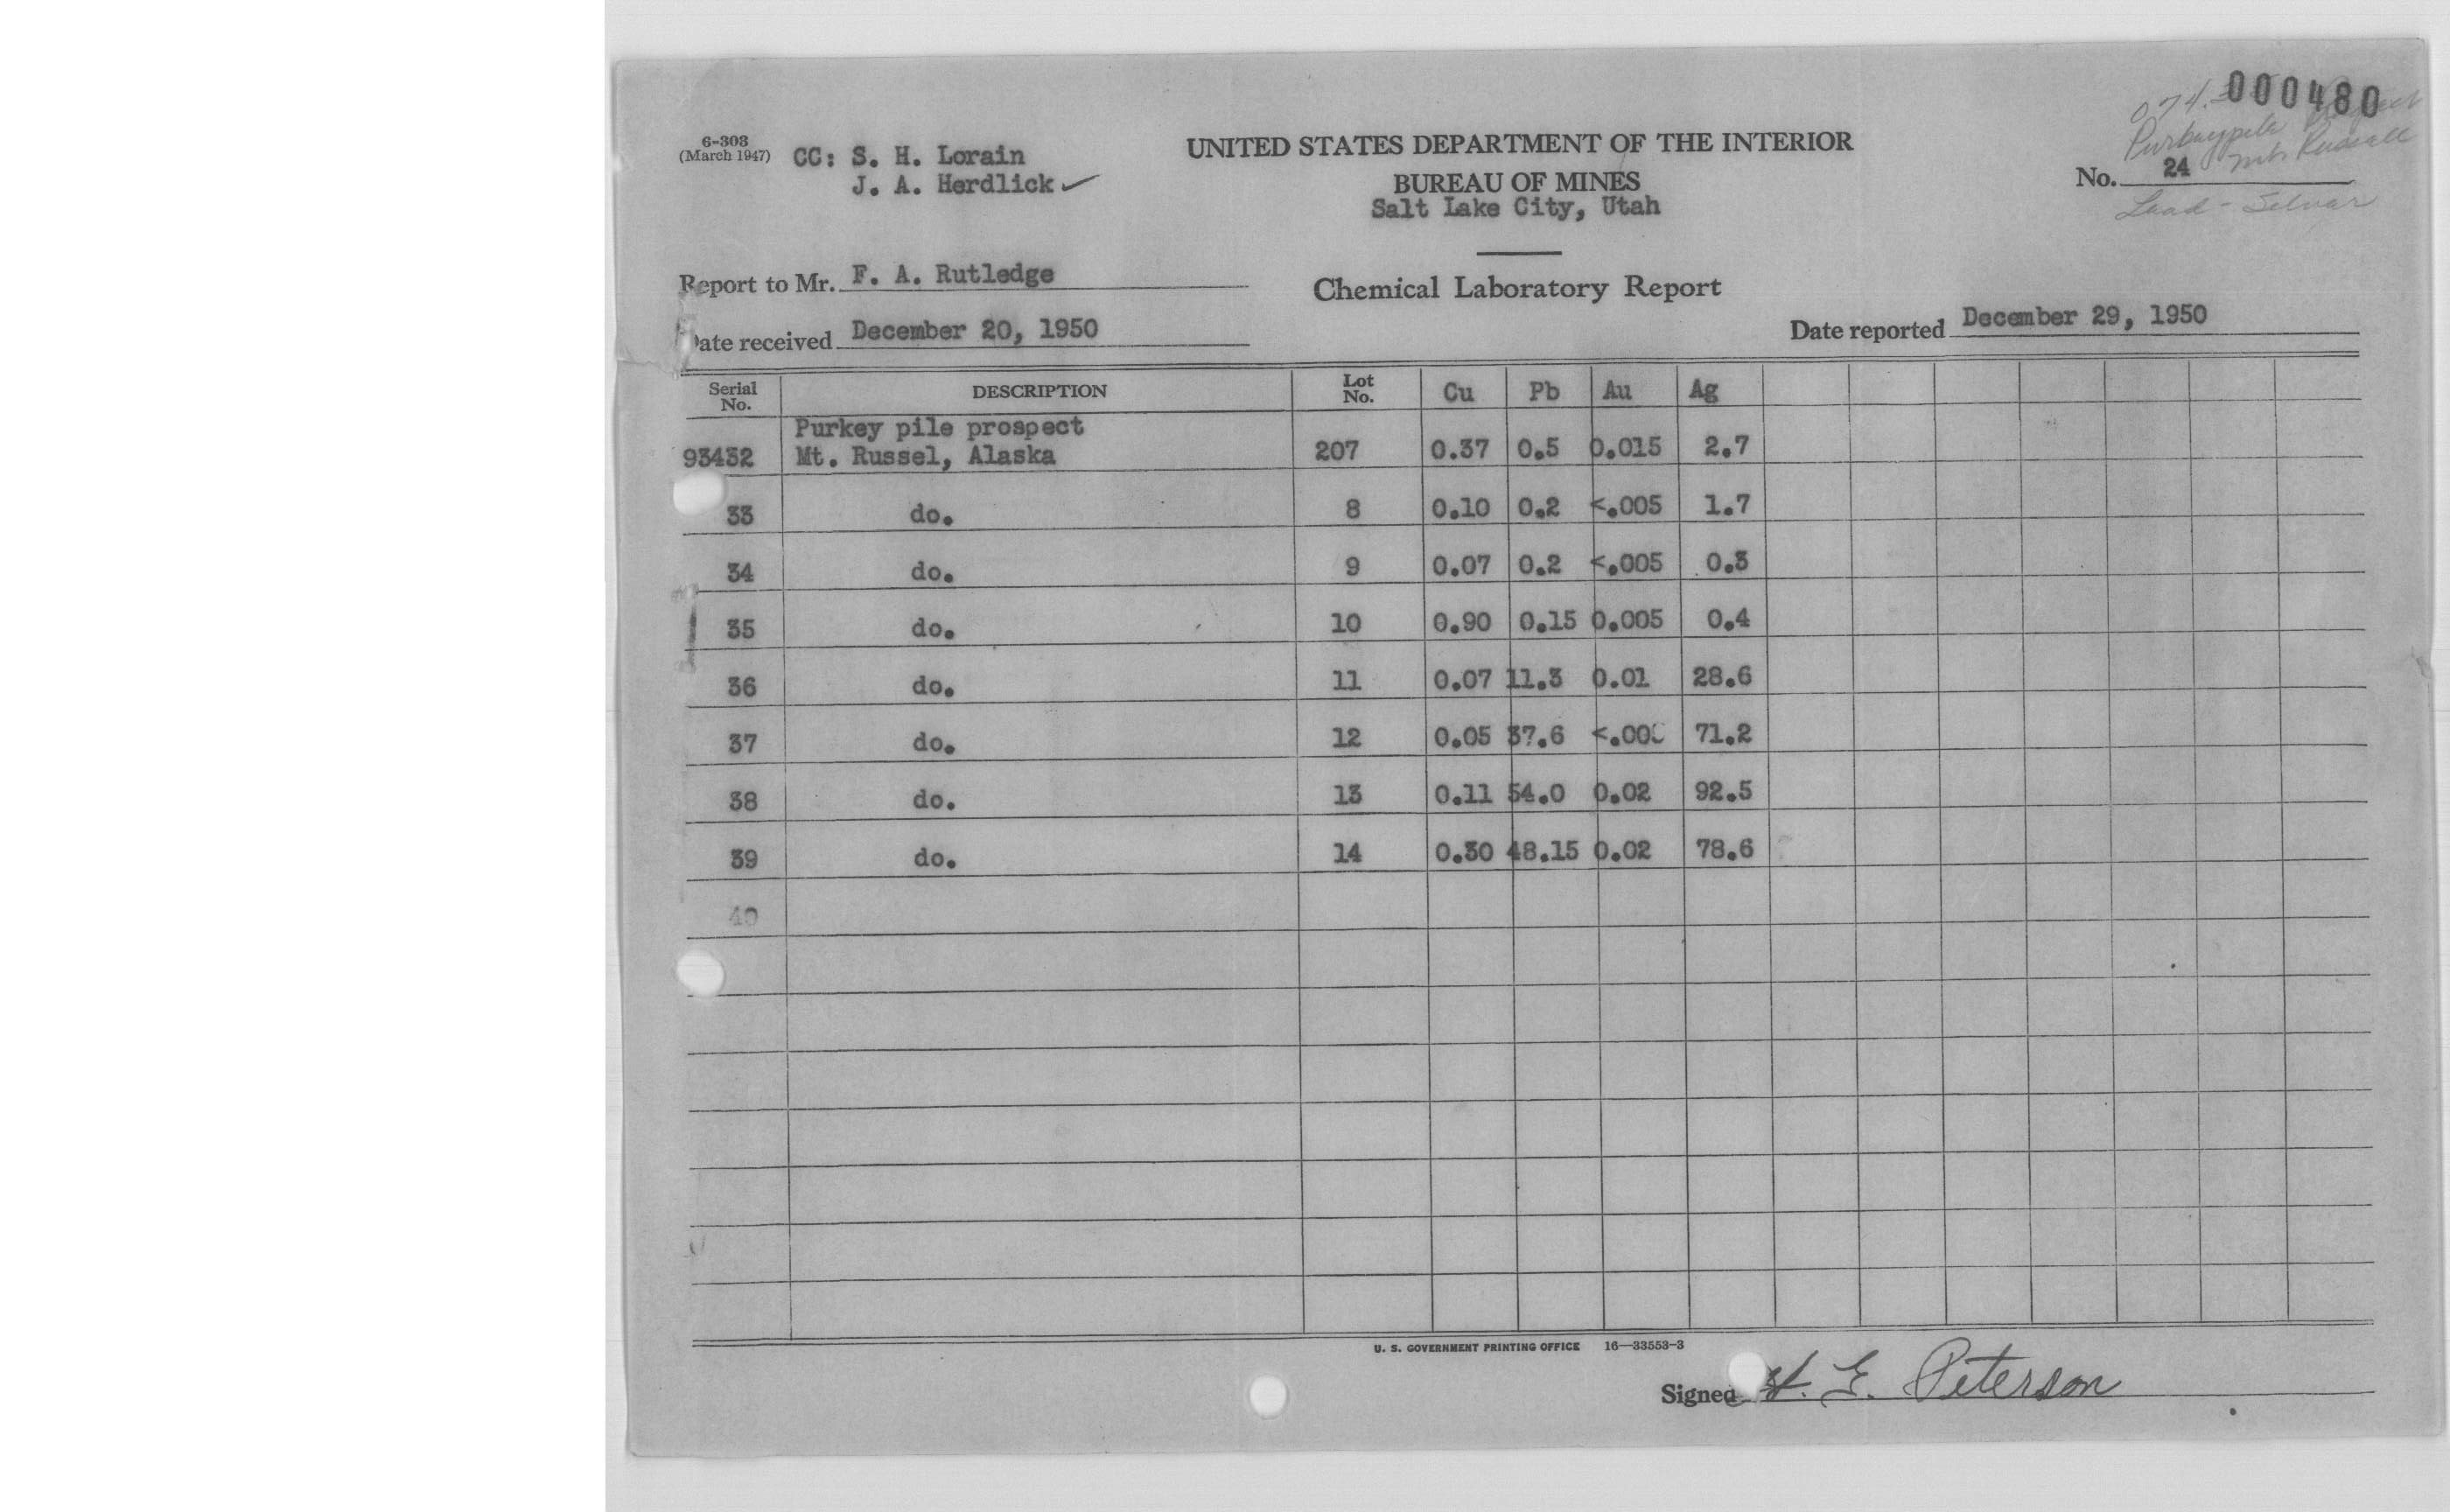 000480
074.
Purkeypile
Mt. Russell
6-303
(March 1947)
CC: S. H. Lorain
J. A. Herdlick ✓
UNITED STATES DEPARTMENT OF THE INTERIOR
BUREAU OF MINES
Salt Lake City, Utah
No. 24
Lead - Silver
Report to Mr. F. A. Rutledge
Chemical Laboratory Report
Date received December 20, 1950
Date reported December 29, 1950
Serial No. DESCRIPTION Lot No. Cu Pb Au Ag
Purkey pile prospect
93432 Mt. Russel, Alaska 207 0.37 0.5 0.015 2.7
33 do. 8 0.10 0.2 <.005 1.7
34 do. 9 0.07 0.2 <.005 0.3
35 do. 10 0.90 0.15 0.005 0.4
36 do. 11 0.07 11.3 0.01 28.6
37 do. 12 0.05 37.6 <.00 71.2
38 do. 13 0.11 54.0 0.02 92.5
39 do. 14 0.30 48.15 0.02 78.6
40
U. S. GOVERNMENT PRINTING OFFICE 16—33553-3
Signed H. E. Peterson